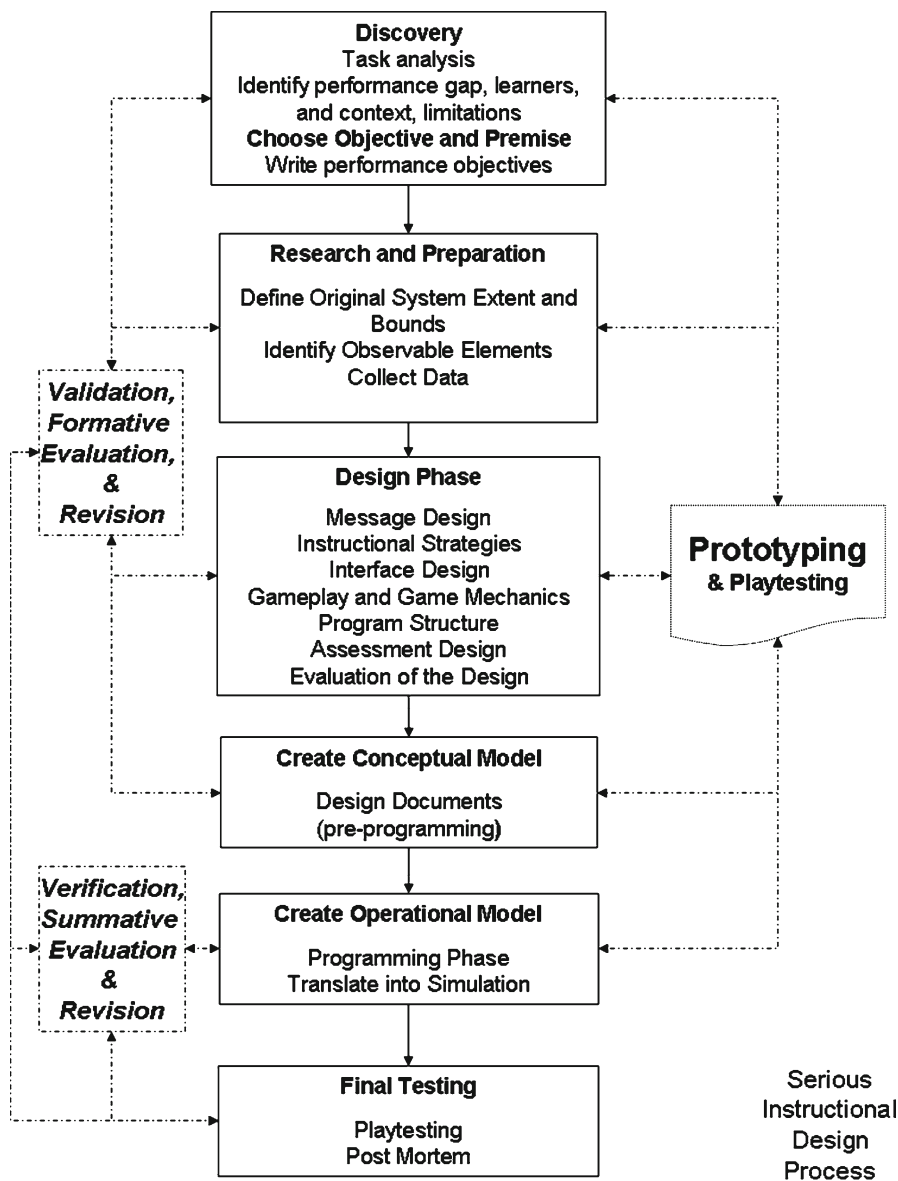 Discovery
Task analysis
Identify performance gap, learners,
and context, limitations
Choose Objective and Premise
Write performance objectives
Research and Preparation
Define Original System Extent and
Bounds
Identify Observable Elements
Collect Data
Validation,
Formative
Evaluation,
&
Revision
Design Phase
Message Design
Instructional Strategies
Interface Design
Gameplay and Game Mechanics
Program Structure
Assessment Design
Evaluation of the Design
Prototyping
& Playtesting
Create Conceptual Model
Design Documents
(pre-programming)
Verification,
Summative
Evaluation
&
Revision
Create Operational Model
Programming Phase
Translate into Simulation
Final Testing
Playtesting
Post Mortem
Serious
Instructional
Design
Process